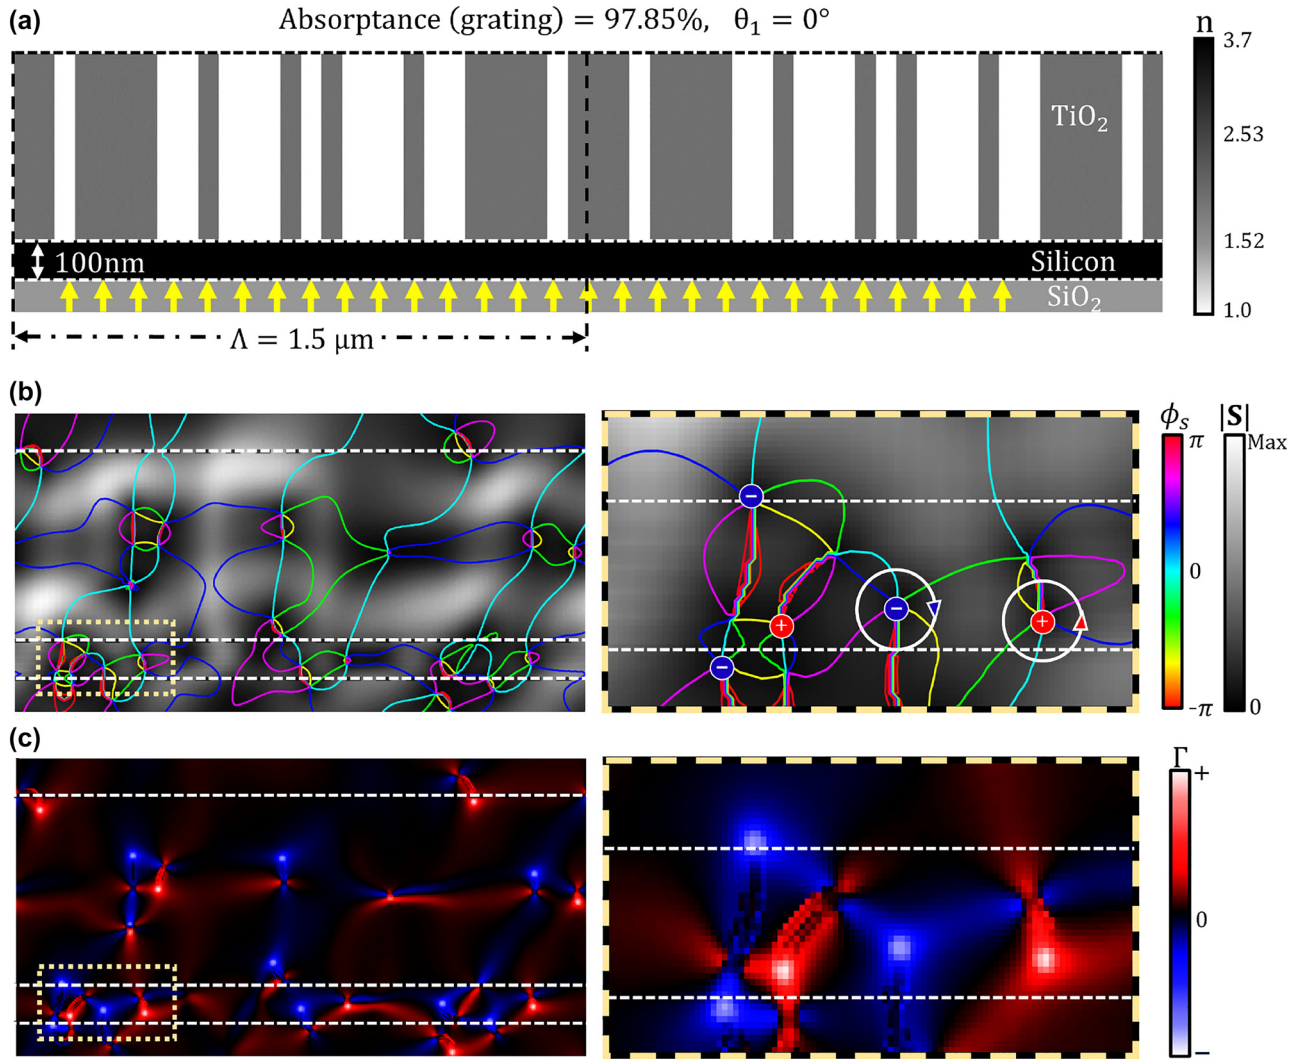 (a)
Absorptance (grating) = 97.85%, θ₁ = 0°
n
3.7
2.53
1.52
1.0
TiO₂
100nm
Silicon
SiO₂
Λ = 1.5 μm
(b)
ϕₛ
|S|
π
0
-π
Max
0
−
+
−
−
+
(c)
Γ
+
0
−